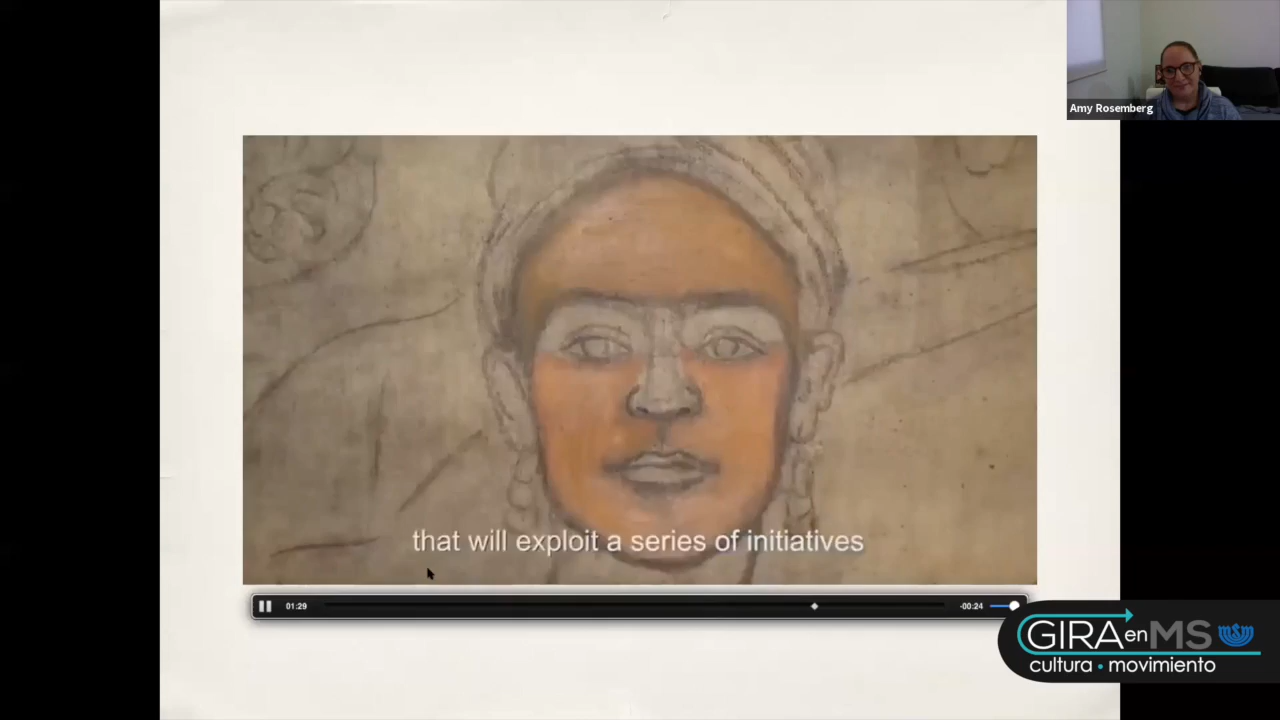 Amy Rosemberg
that will exploit a series of initiatives
01:29
-00:24
GIRA en MS
cultura • movimiento